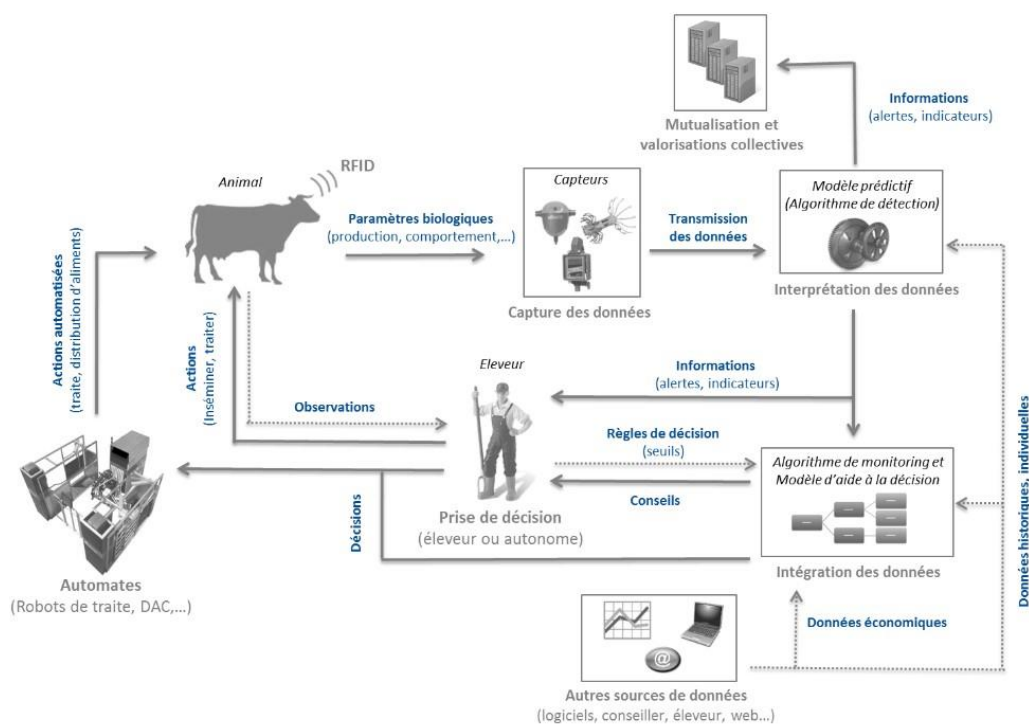 Mutualisation et
valorisations collectives
Informations
(alertes, indicateurs)
RFID
Animal
Paramètres biologiques
(production, comportement,...)
Capteurs
Capture des données
Transmission
des données
Modèle prédictif
(Algorithme de détection)
Interprétation des données
Actions automatisées
(traite, distribution d'aliments)
Actions
(Inséminer, traiter)
Observations
Eleveur
Informations
(alertes, indicateurs)
Règles de décision
(seuils)
Conseils
Prise de décision
(éleveur ou autonome)
Décisions
Algorithme de monitoring et
Modèle d'aide à la décision
Intégration des données
Données historiques, individuelles
Automates
(Robots de traite, DAC,...)
Données économiques
@
Autres sources de données
(logiciels, conseiller, éleveur, web...)